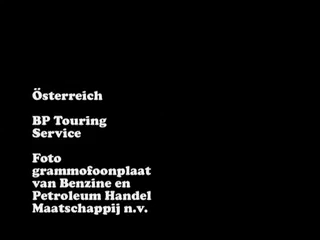 Österreich
BP Touring
Service
Foto
grammofoonplaat
van Benzine en
Petroleum Handel
Maatschappij n.v.